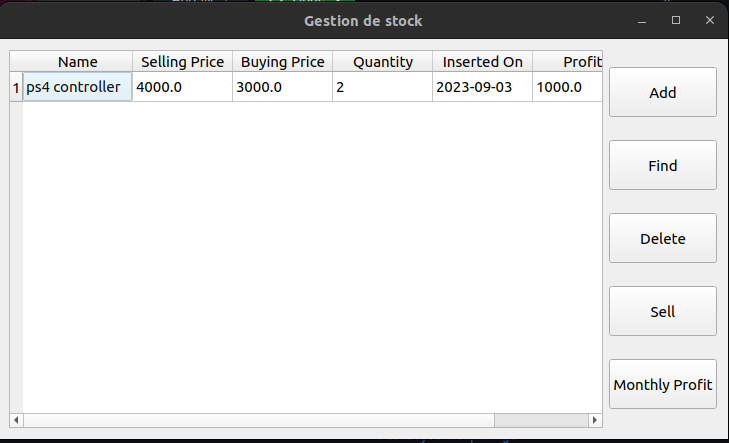 Gestion de stock
Name Selling Price Buying Price Quantity Inserted On Profit
1 ps4 controller 4000.0 3000.0 2 2023-09-03 1000.0
Add
Find
Delete
Sell
Monthly Profit